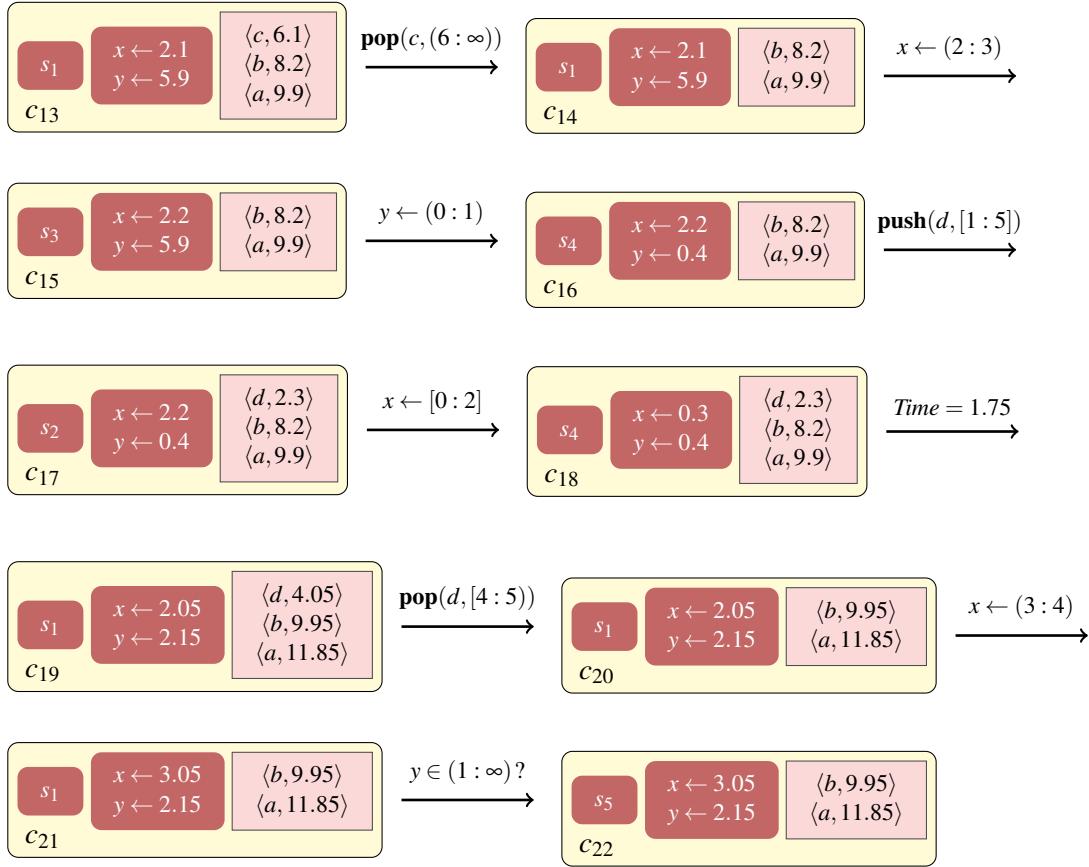 s₁ x ← 2.1 y ← 5.9 ⟨c,6.1⟩ ⟨b,8.2⟩ ⟨a,9.9⟩ c₁₃
pop(c,(6 : ∞))
s₁ x ← 2.1 y ← 5.9 ⟨b,8.2⟩ ⟨a,9.9⟩ c₁₄
x ← (2 : 3)
s₃ x ← 2.2 y ← 5.9 ⟨b,8.2⟩ ⟨a,9.9⟩ c₁₅
y ← (0 : 1)
s₄ x ← 2.2 y ← 0.4 ⟨b,8.2⟩ ⟨a,9.9⟩ c₁₆
push(d,[1 : 5])
s₂ x ← 2.2 y ← 0.4 ⟨d,2.3⟩ ⟨b,8.2⟩ ⟨a,9.9⟩ c₁₇
x ← [0 : 2]
s₄ x ← 0.3 y ← 0.4 ⟨d,2.3⟩ ⟨b,8.2⟩ ⟨a,9.9⟩ c₁₈
Time = 1.75
s₁ x ← 2.05 y ← 2.15 ⟨d,4.05⟩ ⟨b,9.95⟩ ⟨a,11.85⟩ c₁₉
pop(d,[4 : 5))
s₁ x ← 2.05 y ← 2.15 ⟨b,9.95⟩ ⟨a,11.85⟩ c₂₀
x ← (3 : 4)
s₁ x ← 3.05 y ← 2.15 ⟨b,9.95⟩ ⟨a,11.85⟩ c₂₁
y ∈ (1 : ∞)?
s₅ x ← 3.05 y ← 2.15 ⟨b,9.95⟩ ⟨a,11.85⟩ c₂₂